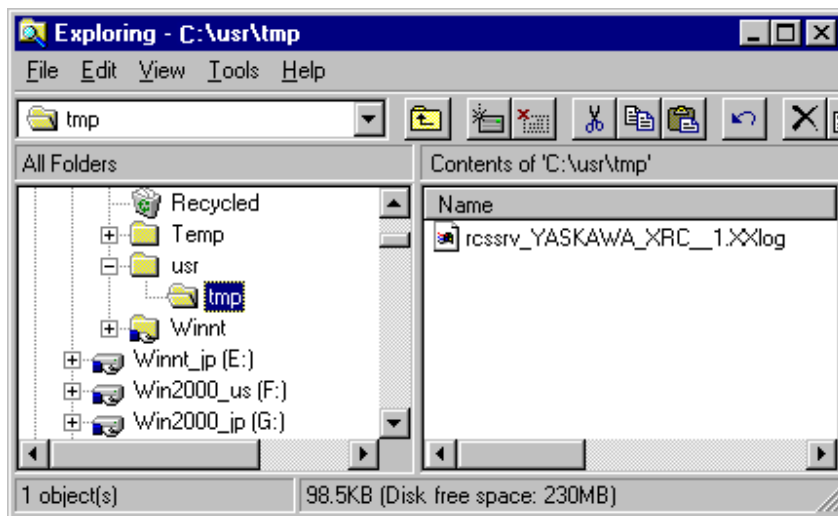 Exploring - C:\usr\tmp
File Edit View Tools Help
tmp
All Folders
Contents of 'C:\usr\tmp'
Recycled
Temp
usr
tmp
Winnt
Winnt_jp (E:)
Win2000_us (F:)
Win2000_jp (G:)
Name
rcssrv_YASKAWA_XRC__1.XXlog
1 object(s)
98.5KB (Disk free space: 230MB)